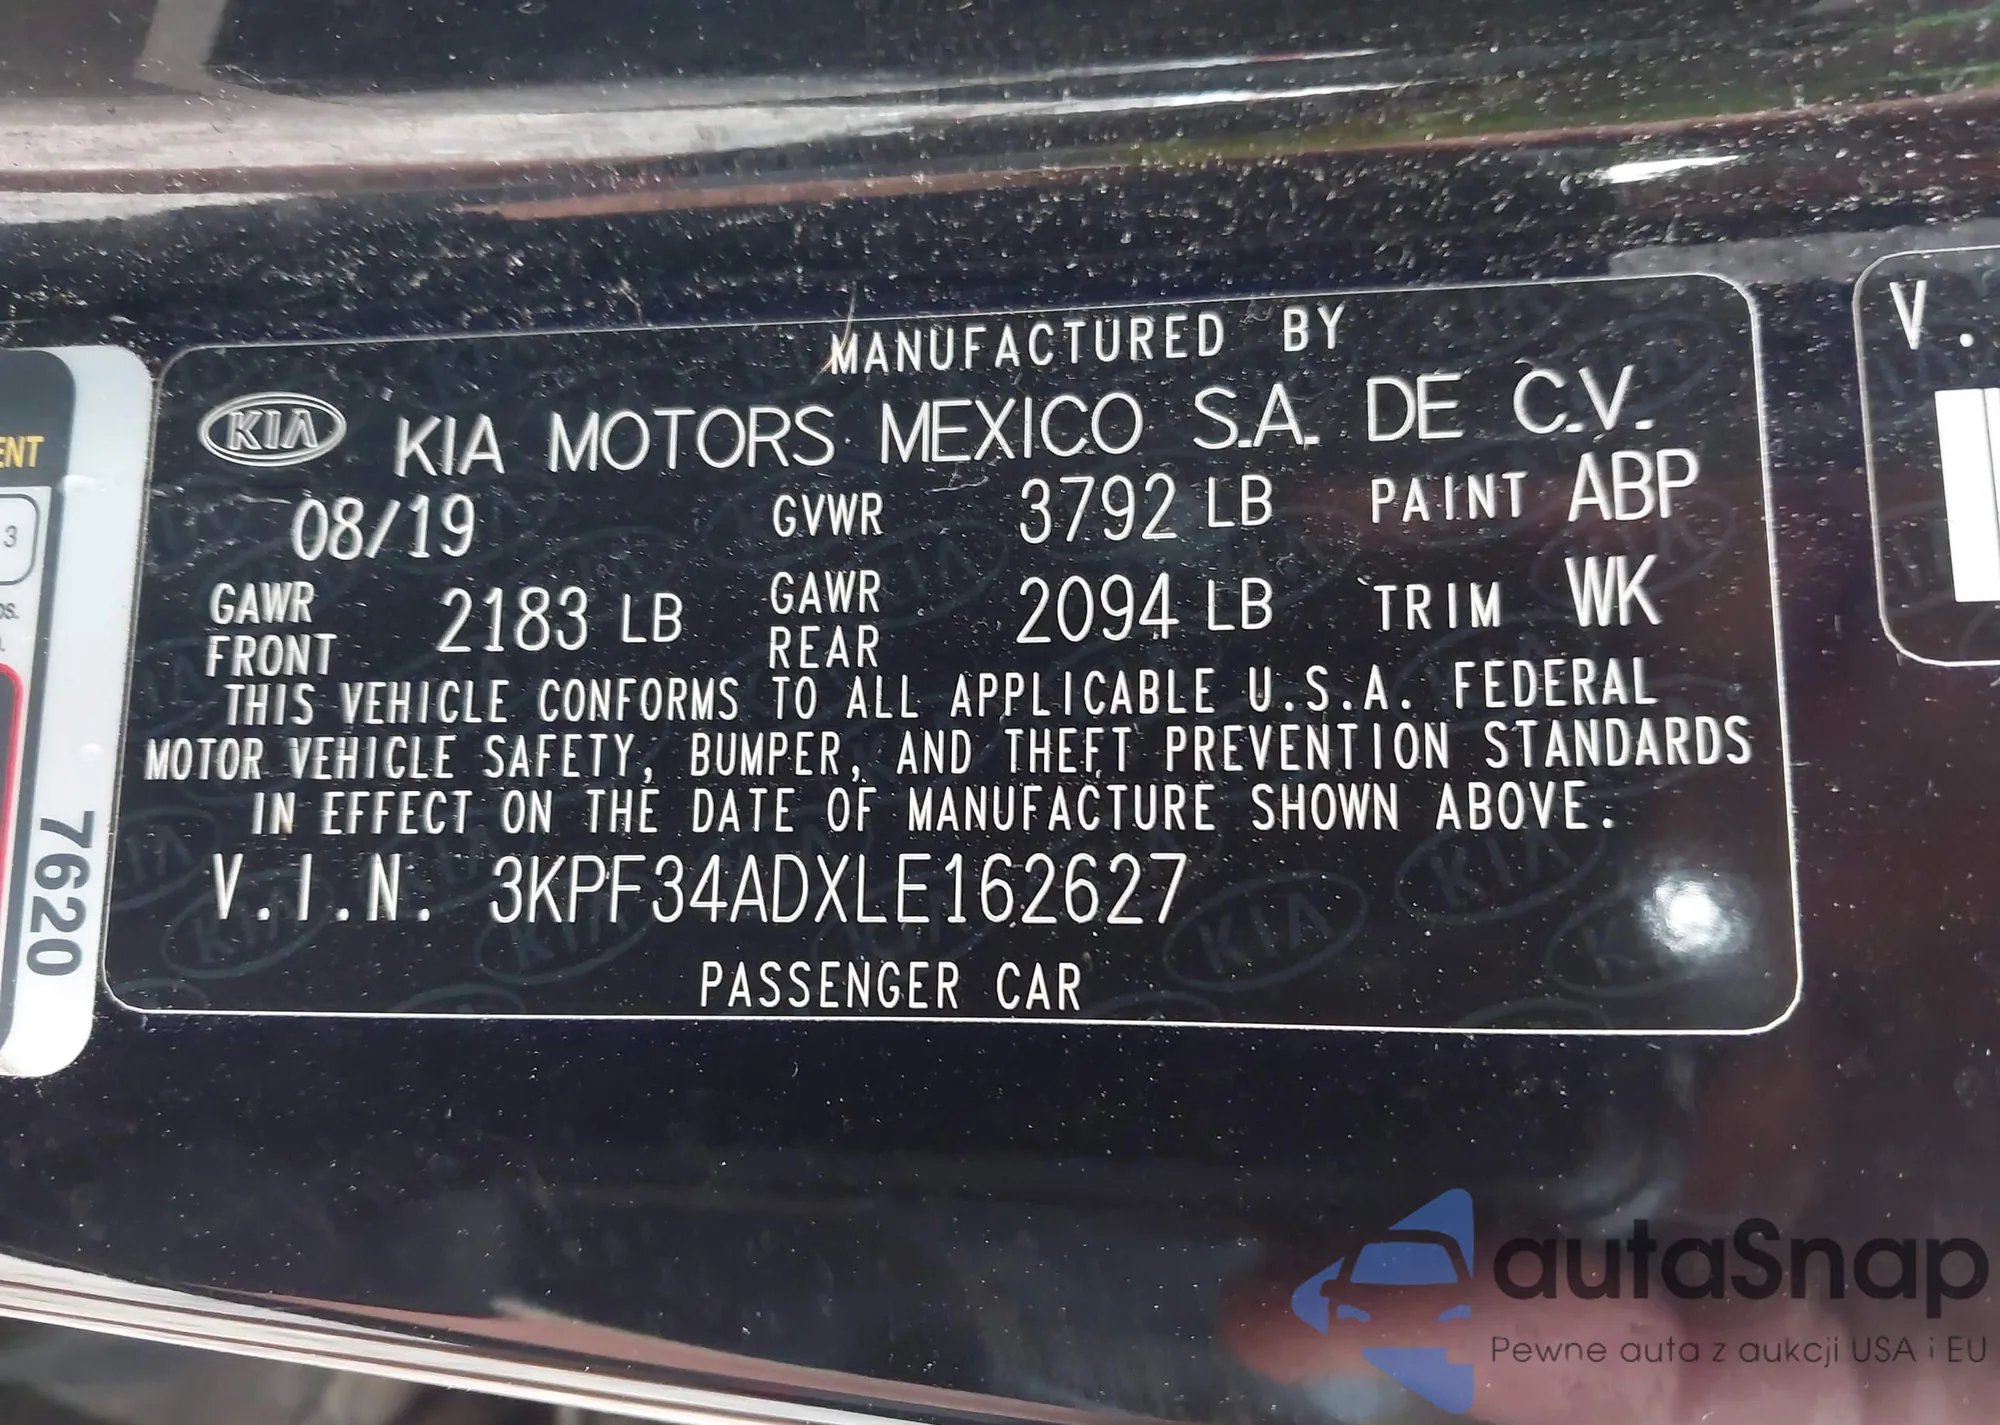 MANUFACTURED BY
KIA KIA MOTORS MEXICO S.A. DE C.V.
08/19 GVWR 3792 LB PAINT ABP
GAWR FRONT 2183 LB GAWR REAR 2094 LB TRIM WK
THIS VEHICLE CONFORMS TO ALL APPLICABLE U.S.A. FEDERAL
MOTOR VEHICLE SAFETY, BUMPER, AND THEFT PREVENTION STANDARDS
IN EFFECT ON THE DATE OF MANUFACTURE SHOWN ABOVE.
V.I.N. 3KPF34ADXLE162627
PASSENGER CAR
7620
3
V.
autaSnap
Pewne auta z aukcji USA i EU